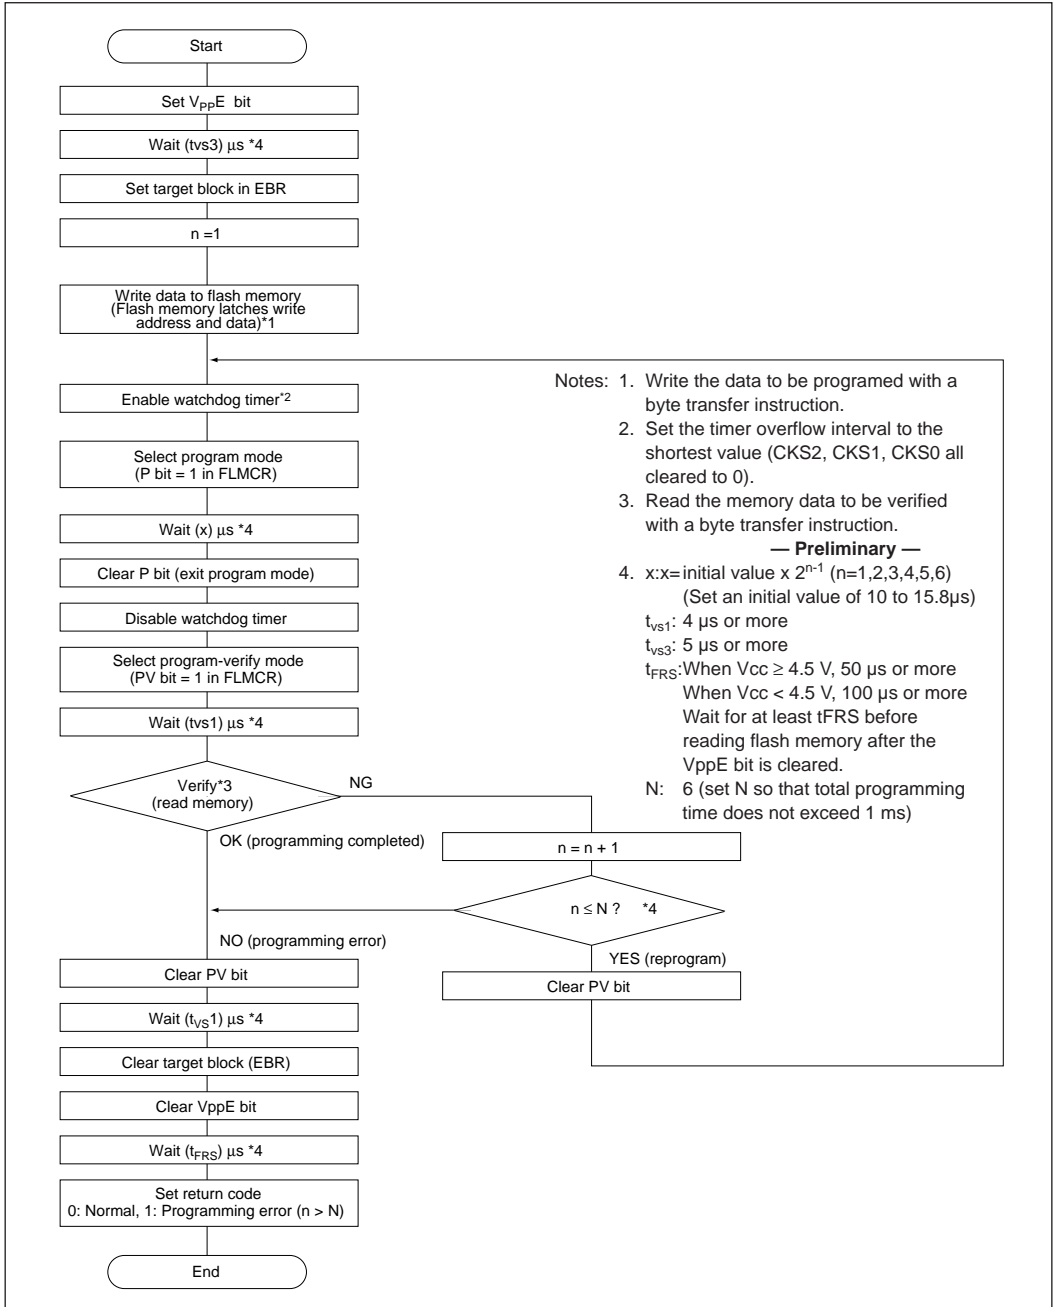 Start
Set VPPE bit
Wait (tvs3) μs *4
Set target block in EBR
n =1
Write data to flash memory
(Flash memory latches write
address and data)*1
Enable watchdog timer*2
Select program mode
(P bit = 1 in FLMCR)
Wait (x) μs *4
Clear P bit (exit program mode)
Disable watchdog timer
Select program-verify mode
(PV bit = 1 in FLMCR)
Wait (tvs1) μs *4
Verify*3
(read memory)
NG
OK (programming completed)
n = n + 1
n ≤ N ? *4
NO (programming error)
YES (reprogram)
Clear PV bit
Clear PV bit
Wait (tVS1) μs *4
Clear target block (EBR)
Clear VppE bit
Wait (tFRS) μs *4
Set return code
0: Normal, 1: Programming error (n > N)
End
Notes: 1. Write the data to be programed with a
byte transfer instruction.
2. Set the timer overflow interval to the
shortest value (CKS2, CKS1, CKS0 all
cleared to 0).
3. Read the memory data to be verified
with a byte transfer instruction.
— Preliminary —
4. x:x= initial value x 2n-1 (n=1,2,3,4,5,6)
(Set an initial value of 10 to 15.8μs)
tvs1: 4 μs or more
tvs3: 5 μs or more
tFRS:When Vcc ≥ 4.5 V, 50 μs or more
When Vcc < 4.5 V, 100 μs or more
Wait for at least tFRS before
reading flash memory after the
VppE bit is cleared.
N: 6 (set N so that total programming
time does not exceed 1 ms)